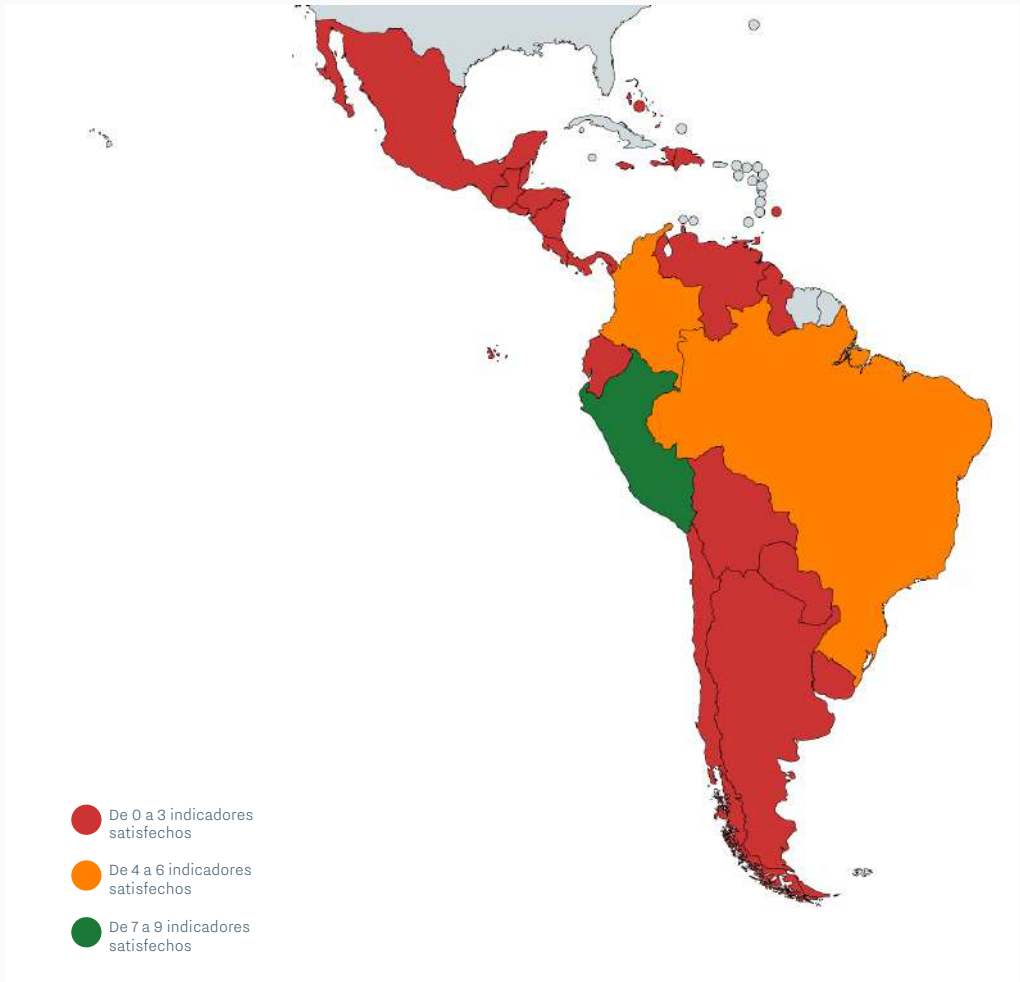 De 0 a 3 indicadores
satisfechos
De 4 a 6 indicadores
satisfechos
De 7 a 9 indicadores
satisfechos